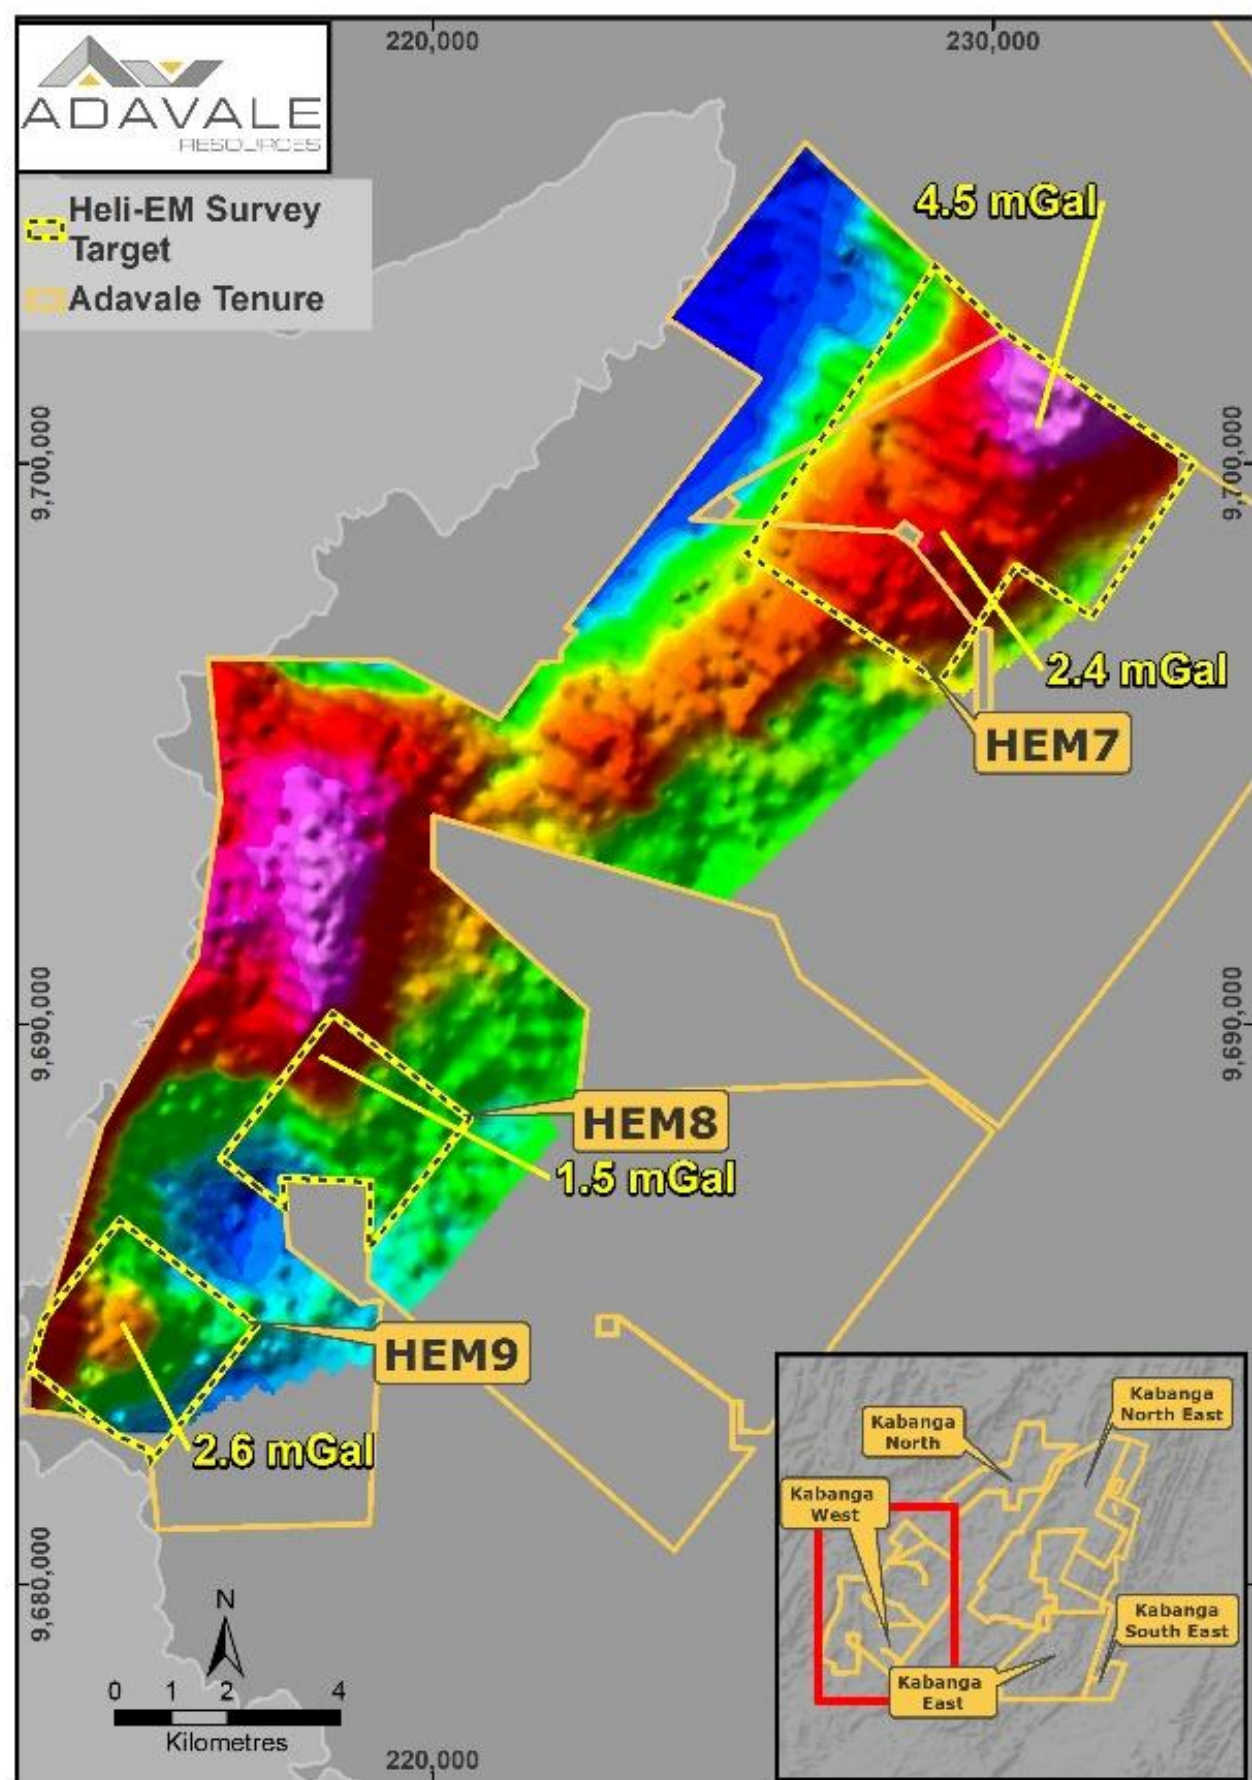 220,000
230,000
ADAVALE
RESOURCES
Heli-EM Survey
Target
Adavale Tenure
4.5 mGal
9,700,000
9,700,000
2.4 mGal
HEM7
9,690,000
9,690,000
HEM8
1.5 mGal
HEM9
2.6 mGal
Kabanga
North East
Kabanga
North
Kabanga
West
Kabanga
South East
Kabanga
East
9,680,000
N
0 1 2 4
Kilometres
220,000